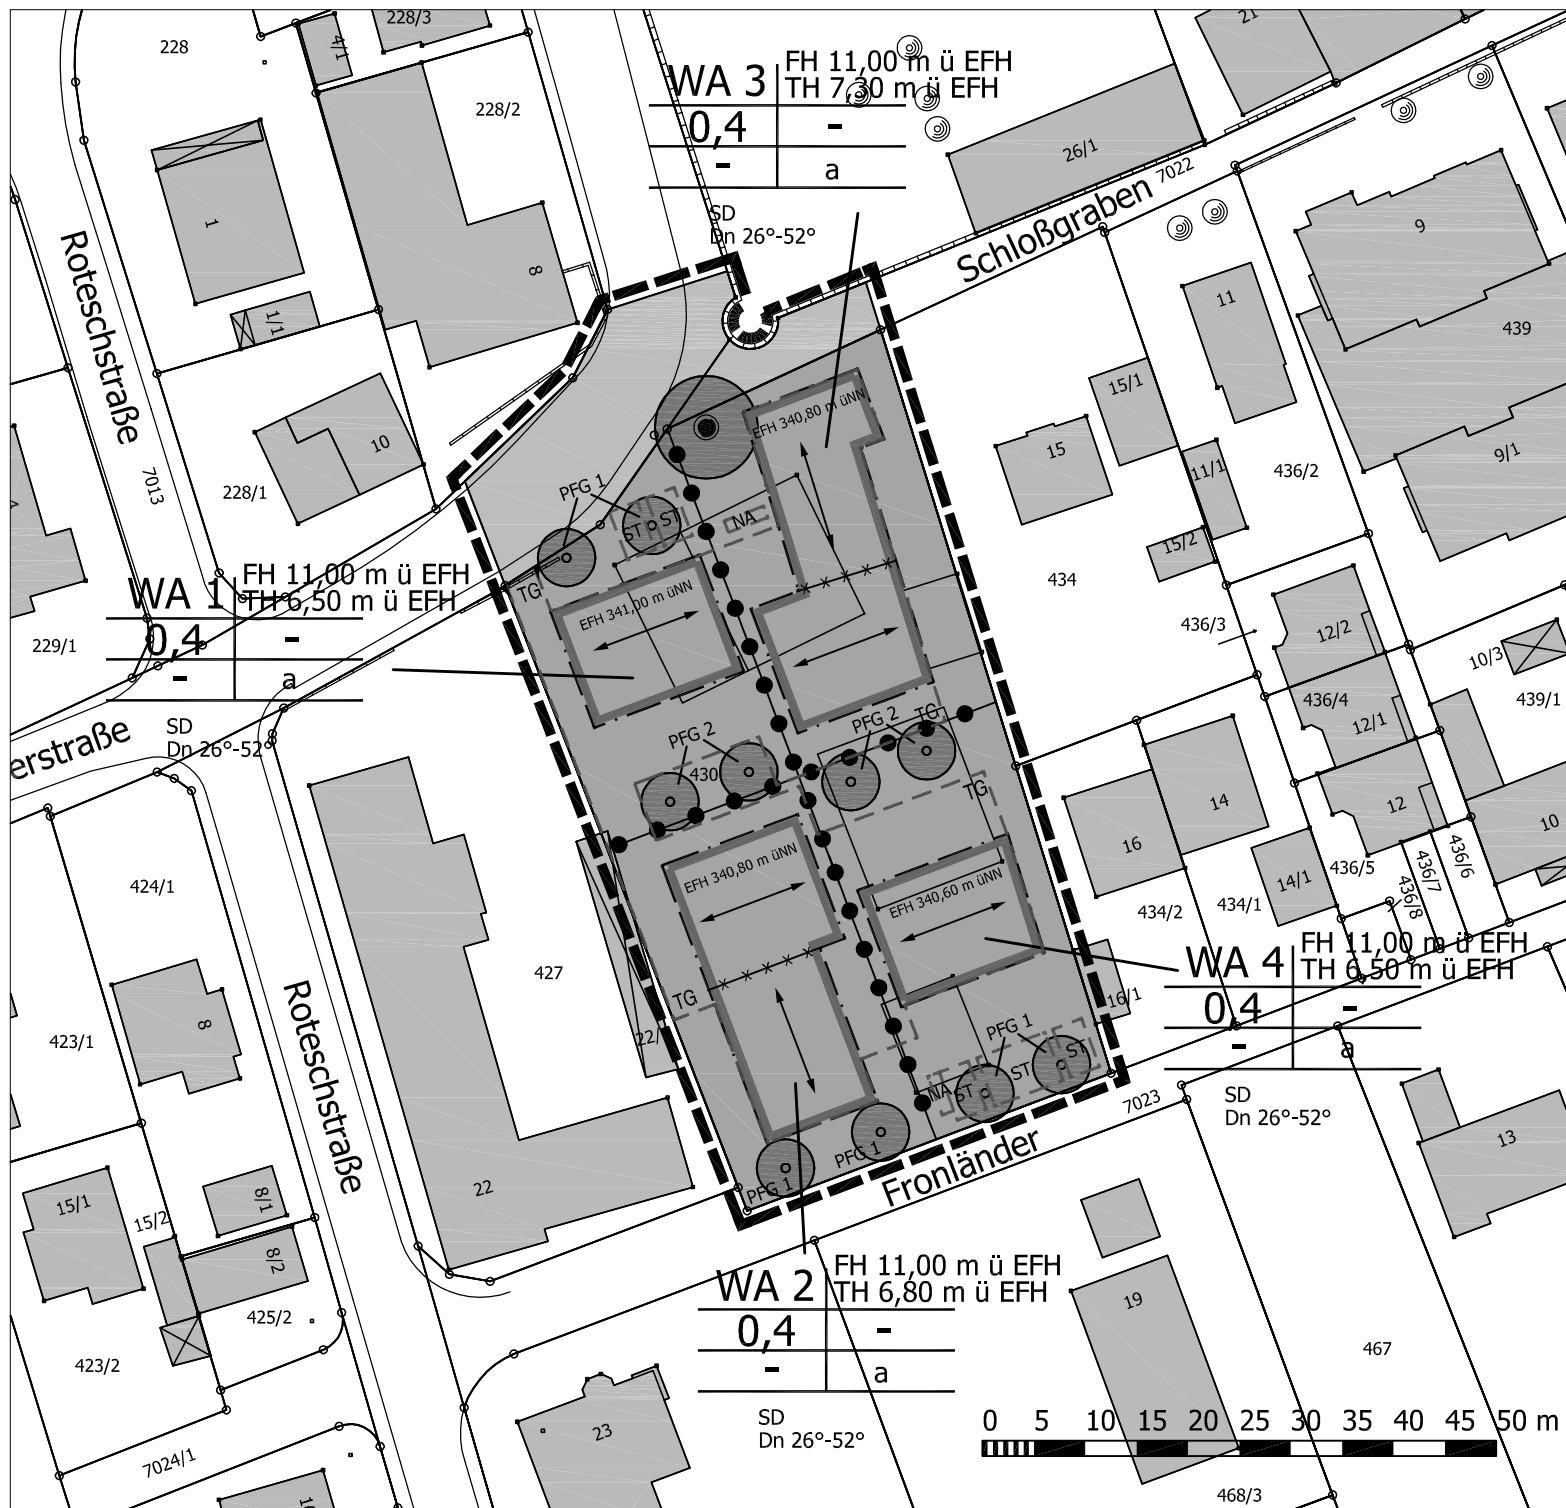 228
4/1
228/3
228/2
21
WA 3
FH 11,00 m ü EFH
TH 7,30 m ü EFH
0,4
-
-
a
SD
Dn 26°-52°
26/1
7022
Schloßgraben
1
1/1
8
Roteschstraße
7013
10
228/1
9
439
11
15/1
15
11/1
15/2
436/2
9/1
434
436/3
EFH 340,80 m üNN
PFG 1
ST
ST
NA
WA 1
FH 11,00 m ü EFH
TH 6,50 m ü EFH
0,4
-
-
a
SD
Dn 26°-52°
229/1
TG
EFH 341,00 m üNN
12/2
436/4
12/1
10/3
439/1
erstraße
PFG 2
430
PFG 2
TG
TG
14
16
12
10
14/1
436/5
436/7
436/6
436/8
434/2
434/1
424/1
EFH 340,80 m üNN
EFH 340,60 m üNN
427
TG
WA 4
FH 11,00 m ü EFH
TH 6,50 m ü EFH
0,4
-
-
a
SD
Dn 26°-52°
16/1
423/1
8
Roteschstraße
22/
PFG 1
NA
ST
ST
ST
7023
Fronländer
PFG 1
PFG 1
22
13
15/1
15/2
8/1
8/2
425/2
423/2
WA 2
FH 11,00 m ü EFH
TH 6,80 m ü EFH
0,4
-
-
a
SD
Dn 26°-52°
19
467
0 5 10 15 20 25 30 35 40 45 50 m
23
7024/1
468/3